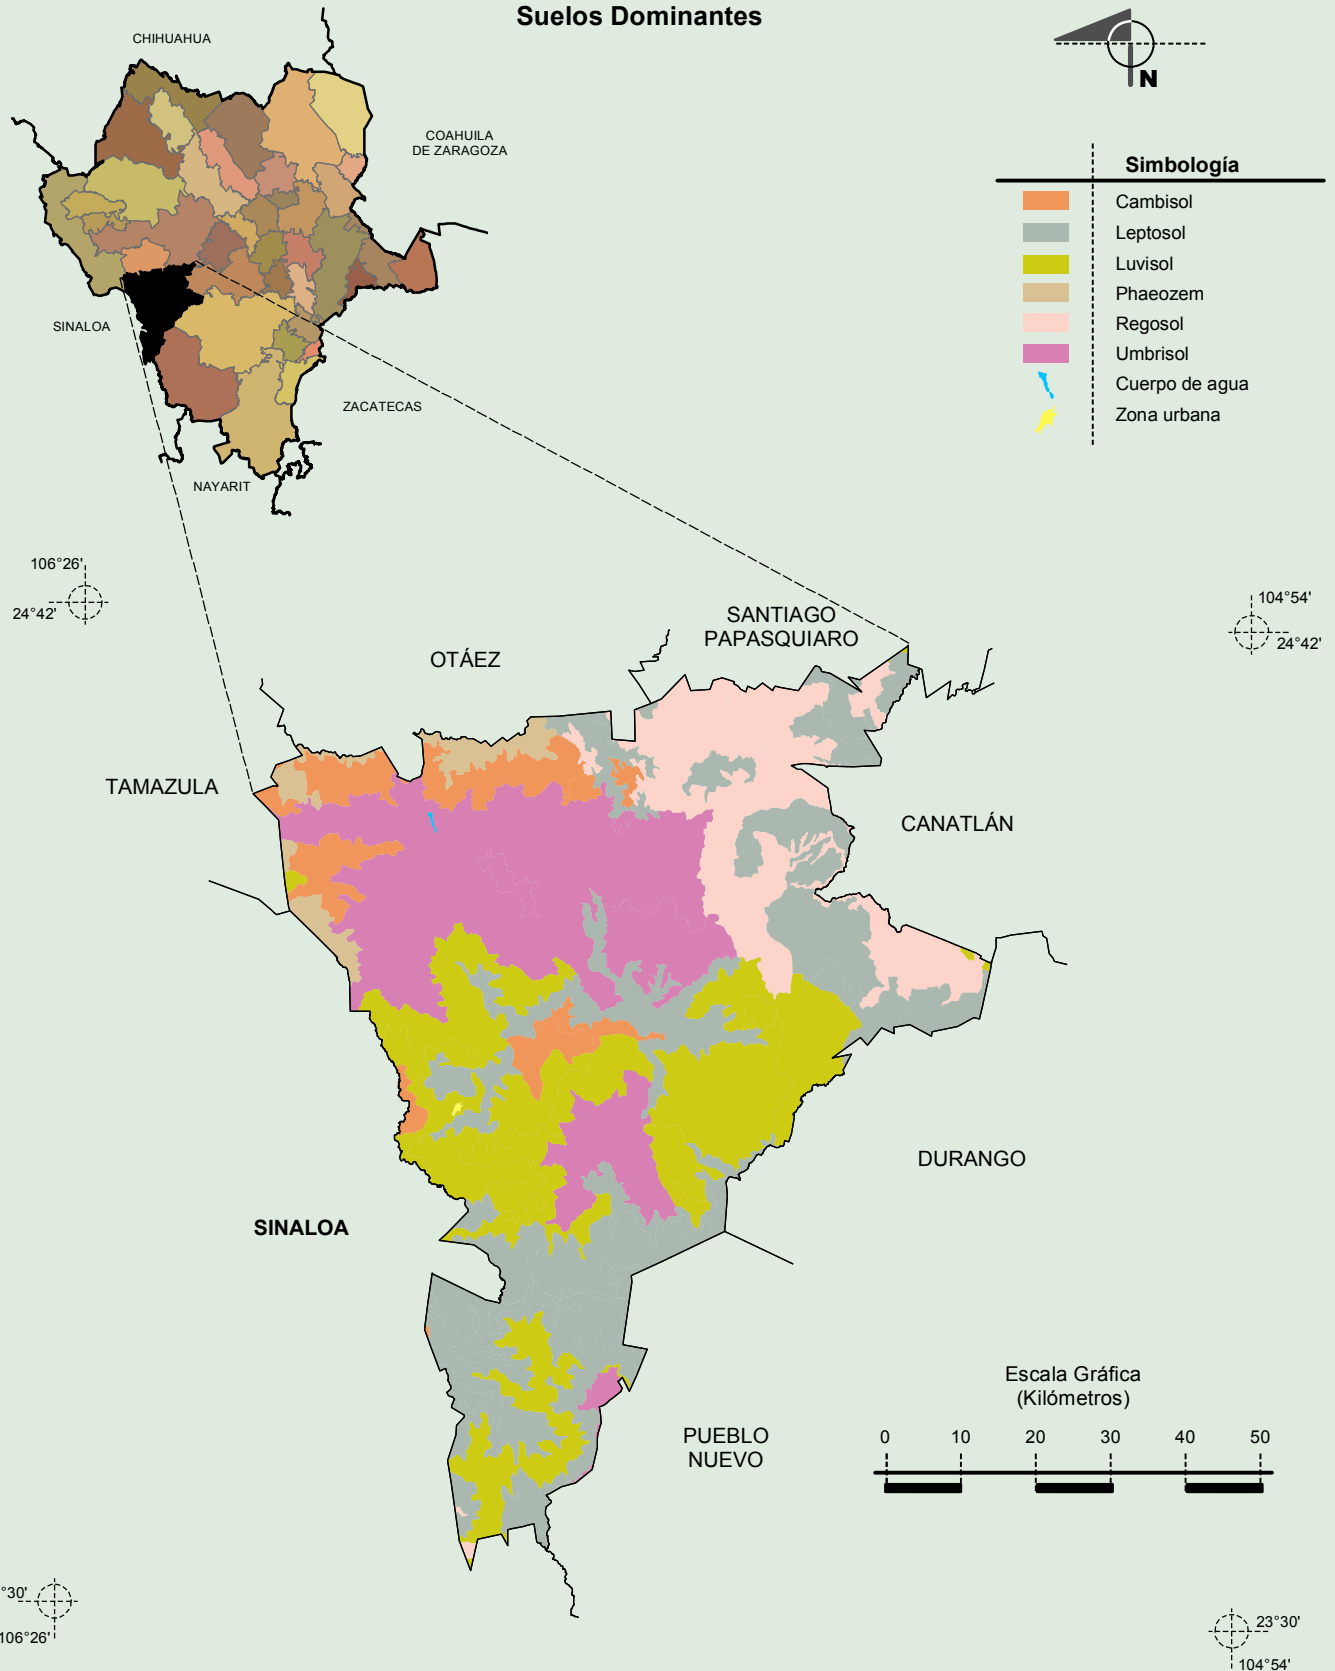 Suelos Dominantes
CHIHUAHUA
COAHUILA
DE ZARAGOZA
SINALOA
ZACATECAS
NAYARIT
N
Simbología
Cambisol
Leptosol
Luvisol
Phaeozem
Regosol
Umbrisol
Cuerpo de agua
Zona urbana
106°26'
24°42'
104°54'
24°42'
SANTIAGO
PAPASQUIARO
OTÁEZ
TAMAZULA
CANATLÁN
DURANGO
SINALOA
PUEBLO
NUEVO
Escala Gráfica
(Kilómetros)
0 10 20 30 40 50
°30'
106°26'
23°30'
104°54'